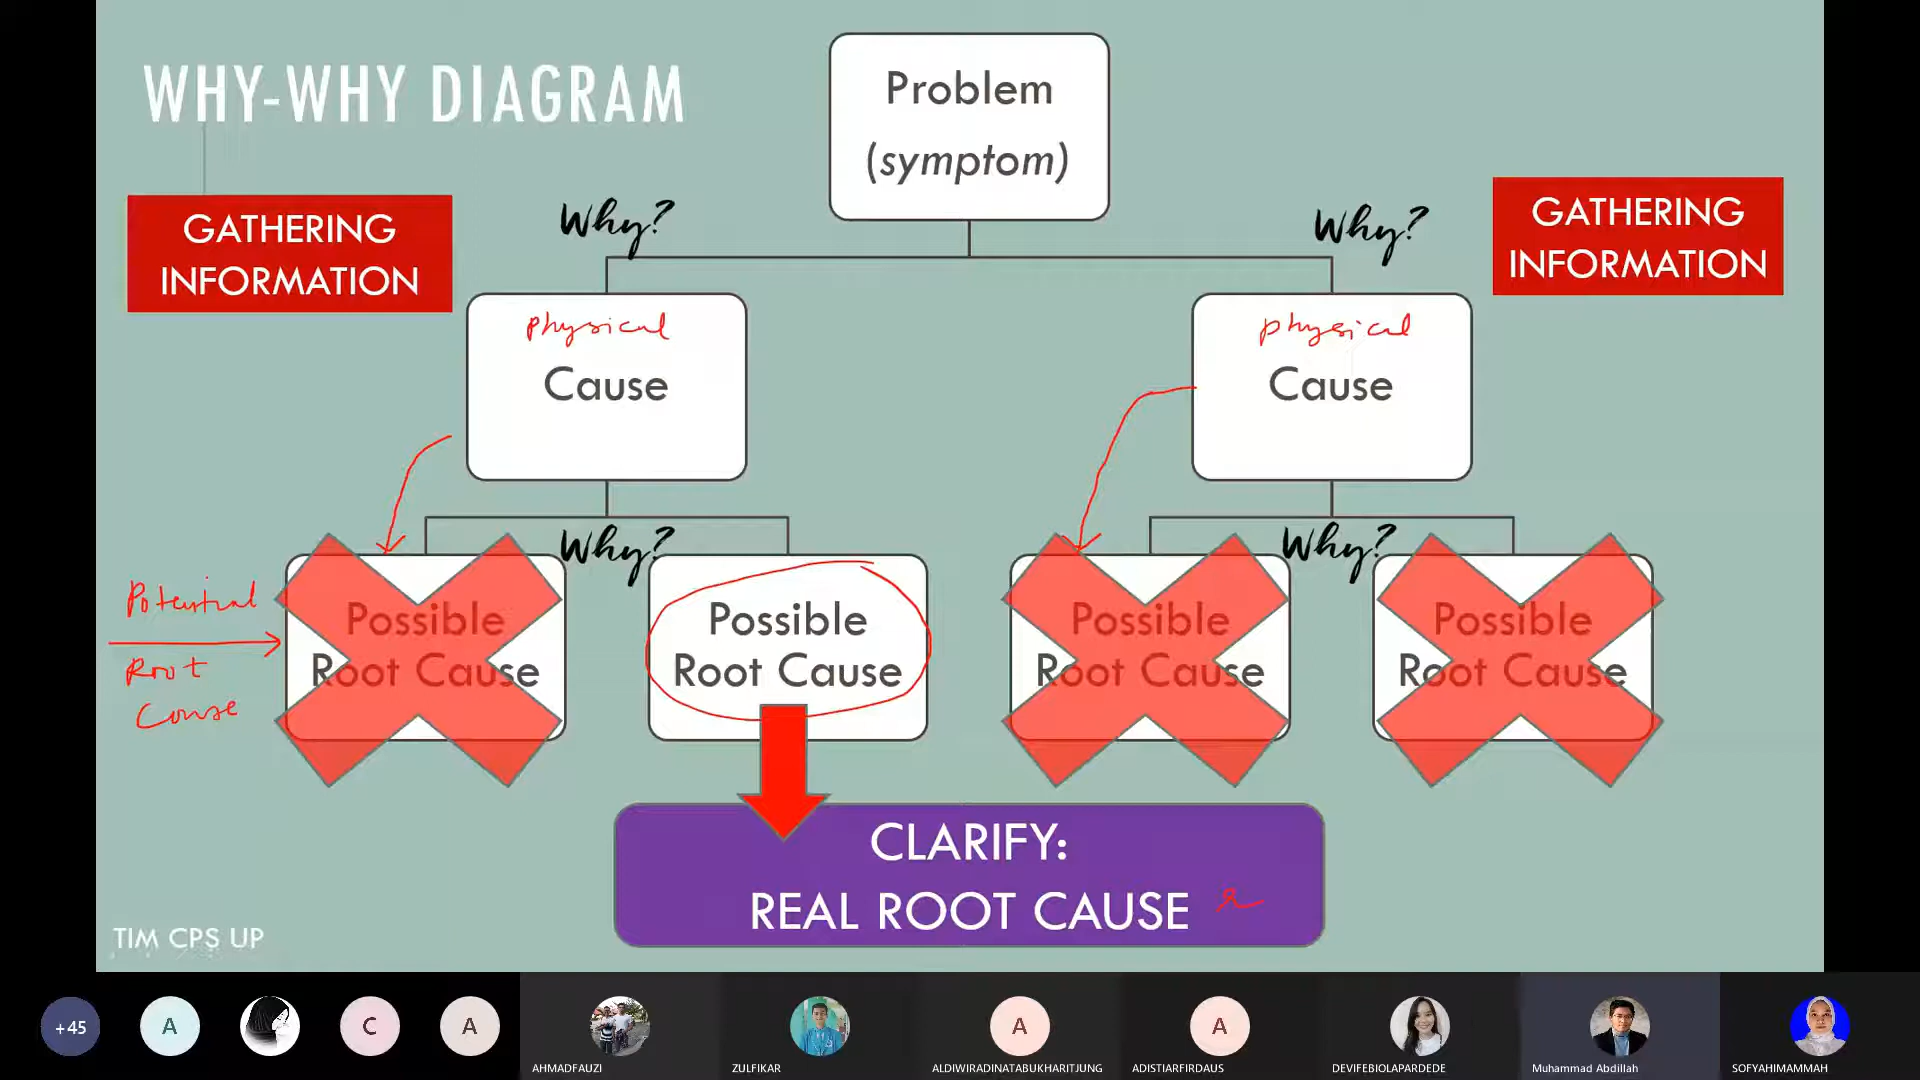 WHY-WHY DIAGRAM
Problem
(symptom)
GATHERING
INFORMATION
Why?
Why?
GATHERING
INFORMATION
physical
Cause
physical
Cause
Why?
Why?
Potential
Root
Cause
Possible
Root Cause
Possible
Root Cause
Possible
Root Cause
Possible
Root Cause
CLARIFY:
REAL ROOT CAUSE
TIM CPS UP
+45
A
C
A
A
A
AHMADFAUZI
ZULFIKAR
ALDIWIRADINATABUKHARITJUNG
ADISTIARFIRDAUS
DEVIFEBIOLAPARDEDE
Muhammad Abdillah
SOFYAHIMAMMAH